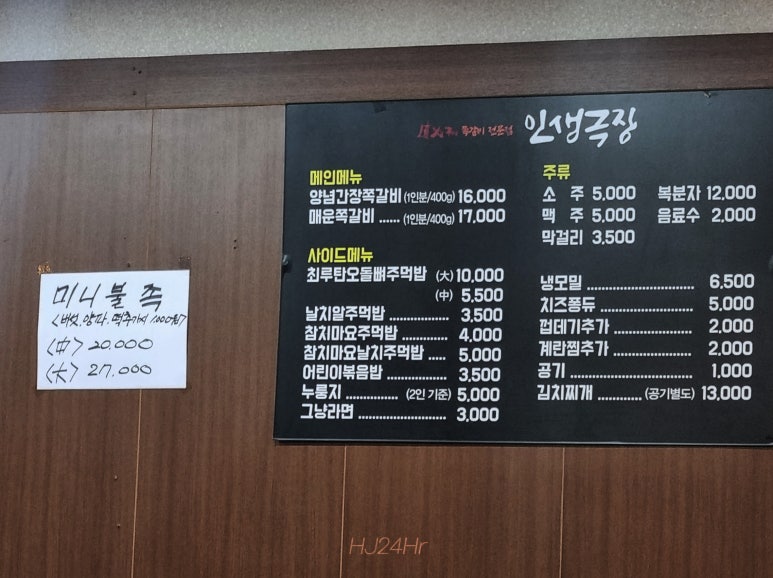 쪽갈비 전문점 인생극장
메인메뉴
양념간장쪽갈비 (1인분/400g) 16,000
매운쪽갈비 ...... (1인분/400g) 17,000
사이드메뉴
최루탄오돌뼈주먹밥 (大) 10,000
(中) 5,500
날치알주먹밥 .................. 3,500
참치마요주먹밥 ............... 4,000
참치마요날치주먹밥 ..... 5,000
어린이볶음밥 .................. 3,500
누룽지 .............. (2인 기준) 5,000
그냥라면 ........................ 3,000
주류
소 주 5,000 복분자 12,000
맥 주 5,000 음료수 2,000
막걸리 3,500
냉모밀 ........................... 6,500
치즈퐁듀 ........................ 5,000
껍데기추가 ..................... 2,000
계란찜추가 ..................... 2,000
공기 .............................. 1,000
김치찌개 ............ (공기별도) 13,000
미니불쪽
<버섯.양파.떡추가시 1000원>
<中> 20.000
<大> 27.000
HJ24Hr